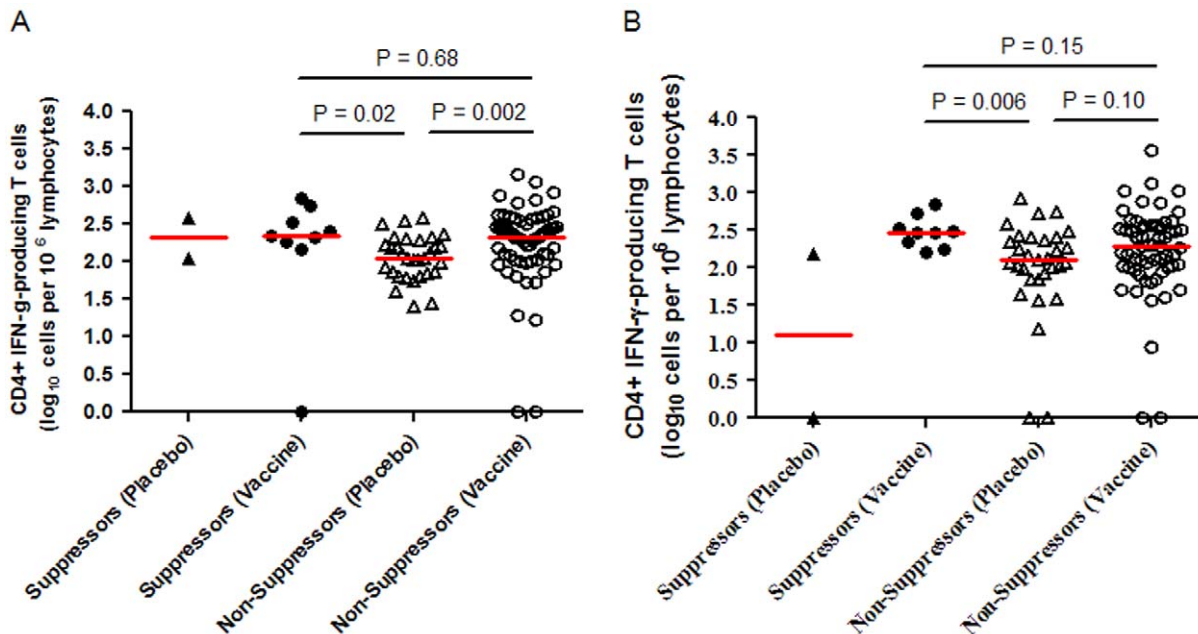 A
P = 0.68
P = 0.02
P = 0.002
CD4+ IFN-g-producing T cells
(log10 cells per 10 6 lymphocytes)
4.0
3.5
3.0
2.5
2.0
1.5
1.0
0.5
0.0
Suppressors (Placebo)
Suppressors (Vaccine)
Non-Suppressors (Placebo)
Non-Suppressors (Vaccine)
B
P = 0.15
P = 0.006
P = 0.10
CD4+ IFN-γ-producing T cells
(log10 cells per 10^6 lymphocytes)
4.0
3.5
3.0
2.5
2.0
1.5
1.0
0.5
0.0
Suppressors (Placebo)
Suppressors (Vacciue)
Non-Suppressors (Placebo)
Non-Suppressors (Vacciue)